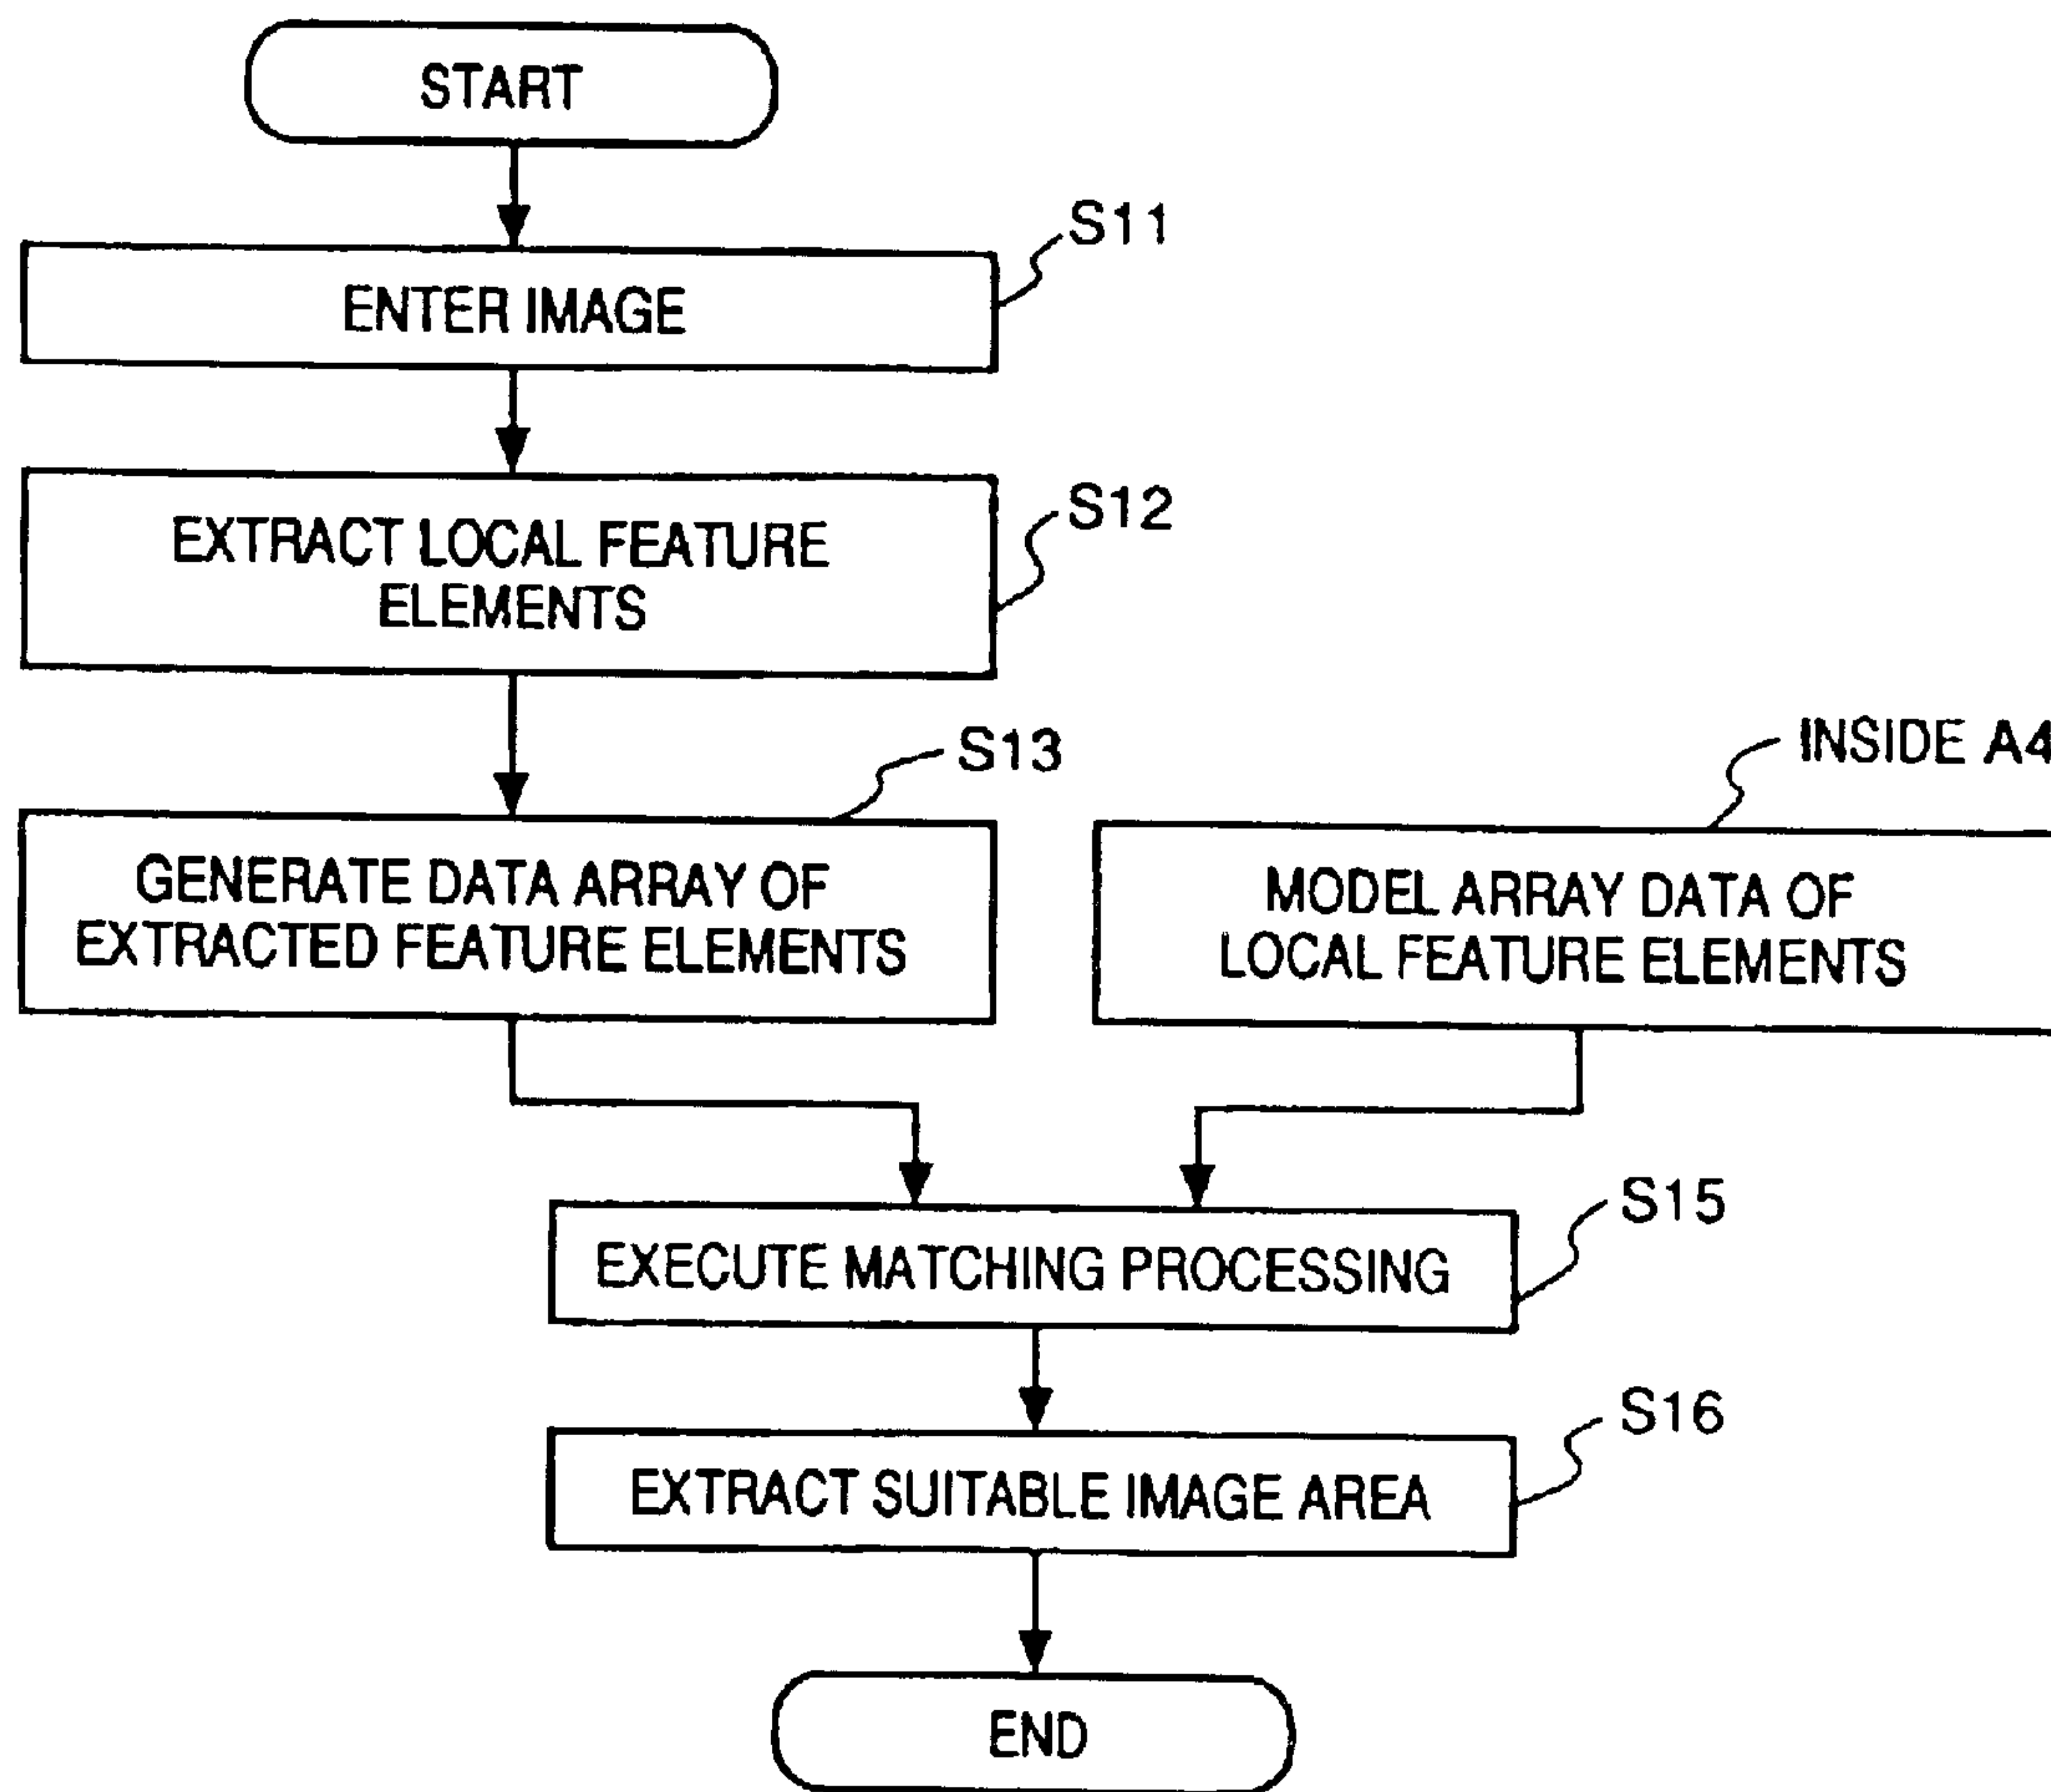 START
S11
ENTER IMAGE
S12
EXTRACT LOCAL FEATURE
ELEMENTS
S13
INSIDE A4
GENERATE DATA ARRAY OF
EXTRACTED FEATURE ELEMENTS
MODEL ARRAY DATA OF
LOCAL FEATURE ELEMENTS
S15
EXECUTE MATCHING PROCESSING
S16
EXTRACT SUITABLE IMAGE AREA
END